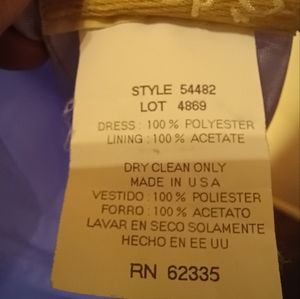 STYLE 54482
LOT 4869
DRESS: 100% POLYESTER
LINING: 100% ACETATE
DRY CLEAN ONLY
MADE IN U S A
VESTIDO: 100% POLIESTER
FORRO: 100% ACETATO
LAVAR EN SECO SOLAMENTE
HECHO EN EE UU
RN 62335